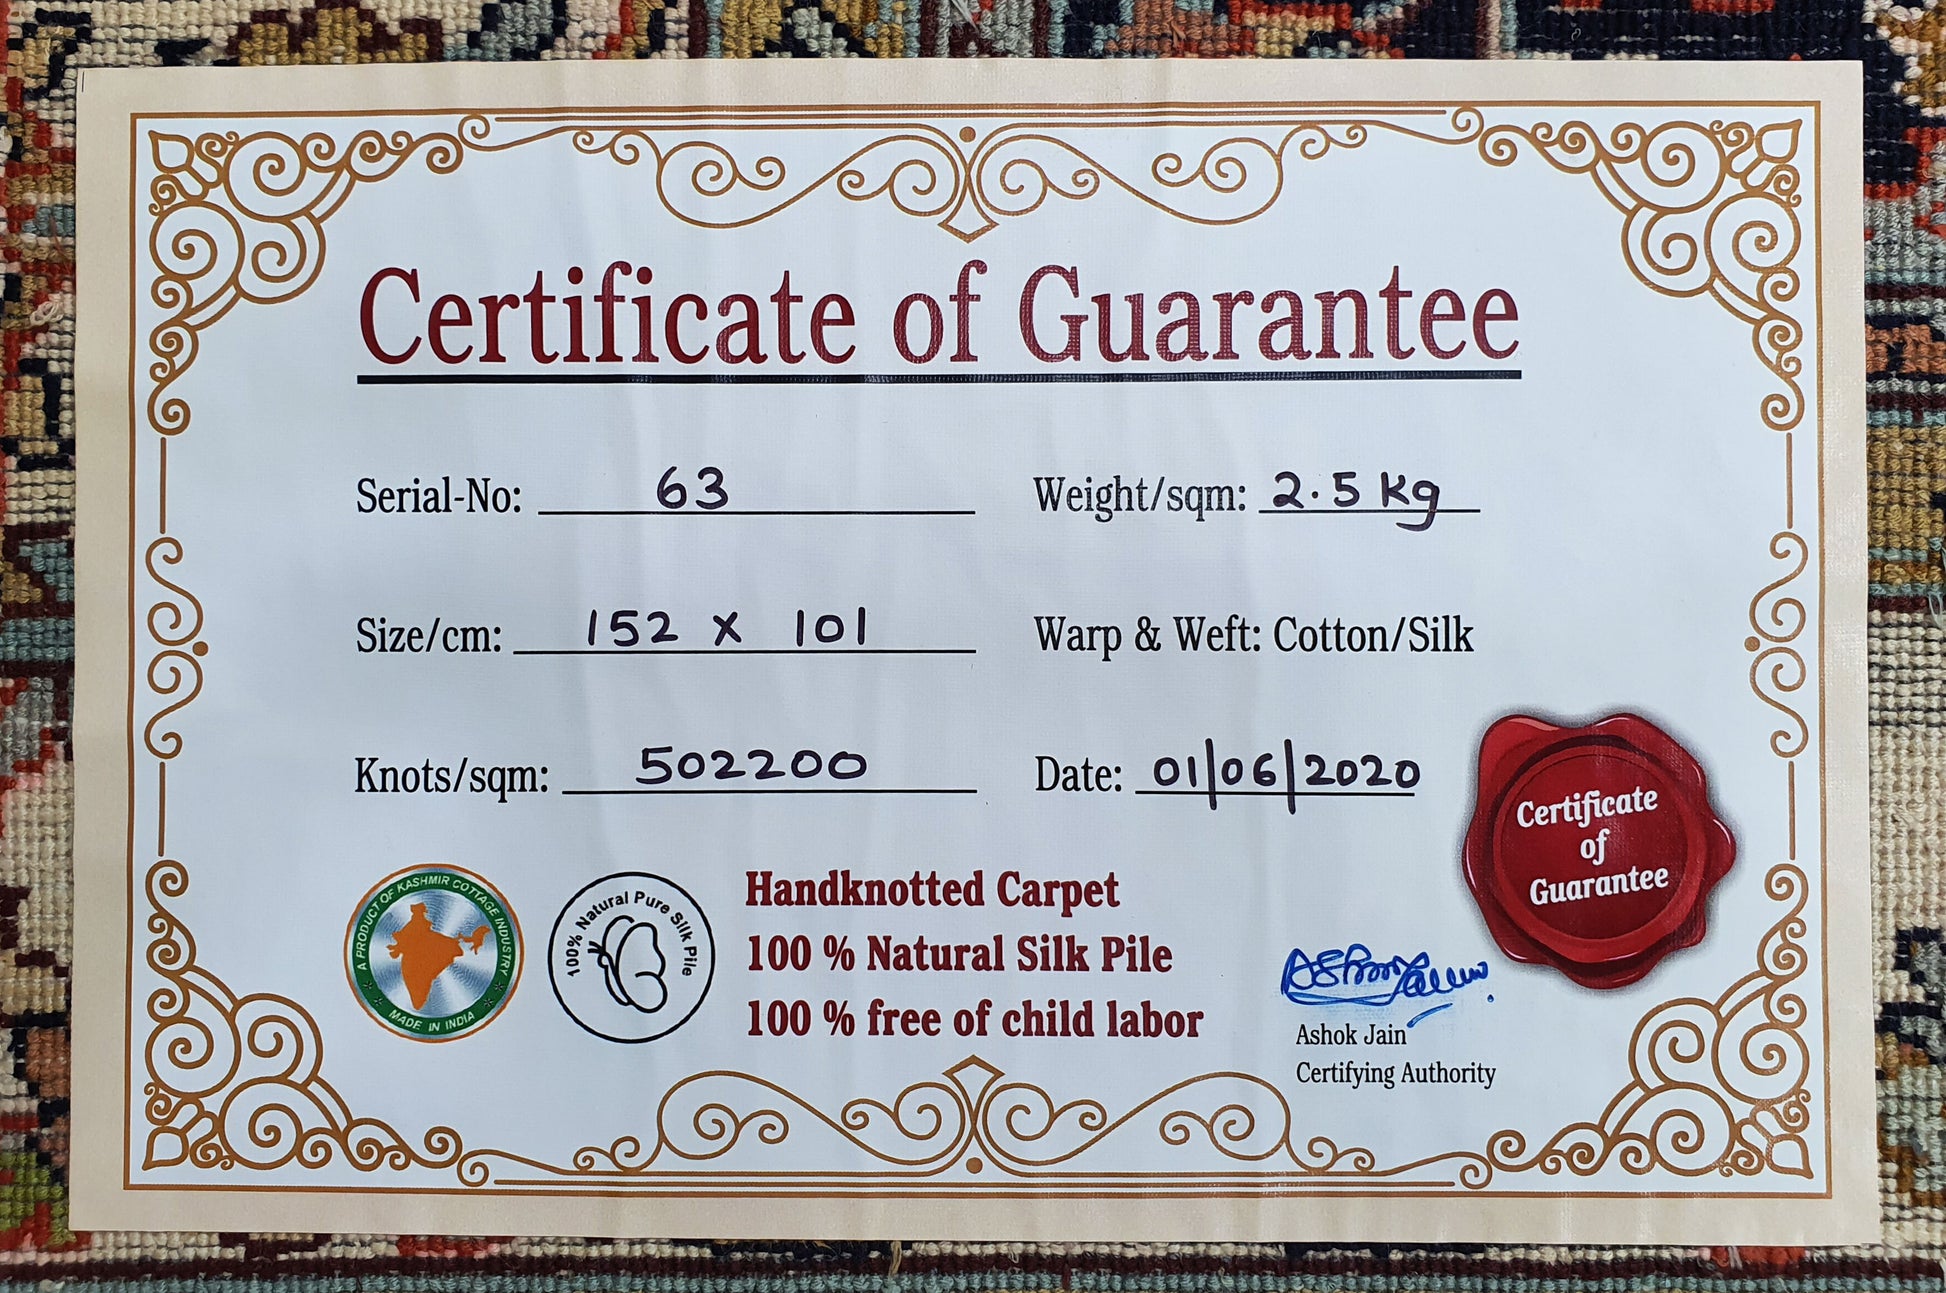 Certificate of Guarantee
Serial-No: 63
Weight/sqm: 2.5 kg
Size/cm: 152 x 101
Warp & Weft: Cotton/Silk
Knots/sqm: 502200
Date: 01/06/2020
Certificate
of
Guarantee
A PRODUCT OF KASHMIR COTTAGE INDUSTRY
MADE IN INDIA
100% Natural Pure Silk Pile
Handknotted Carpet
100 % Natural Silk Pile
100 % free of child labor
Ashok Jain
Certifying Authority